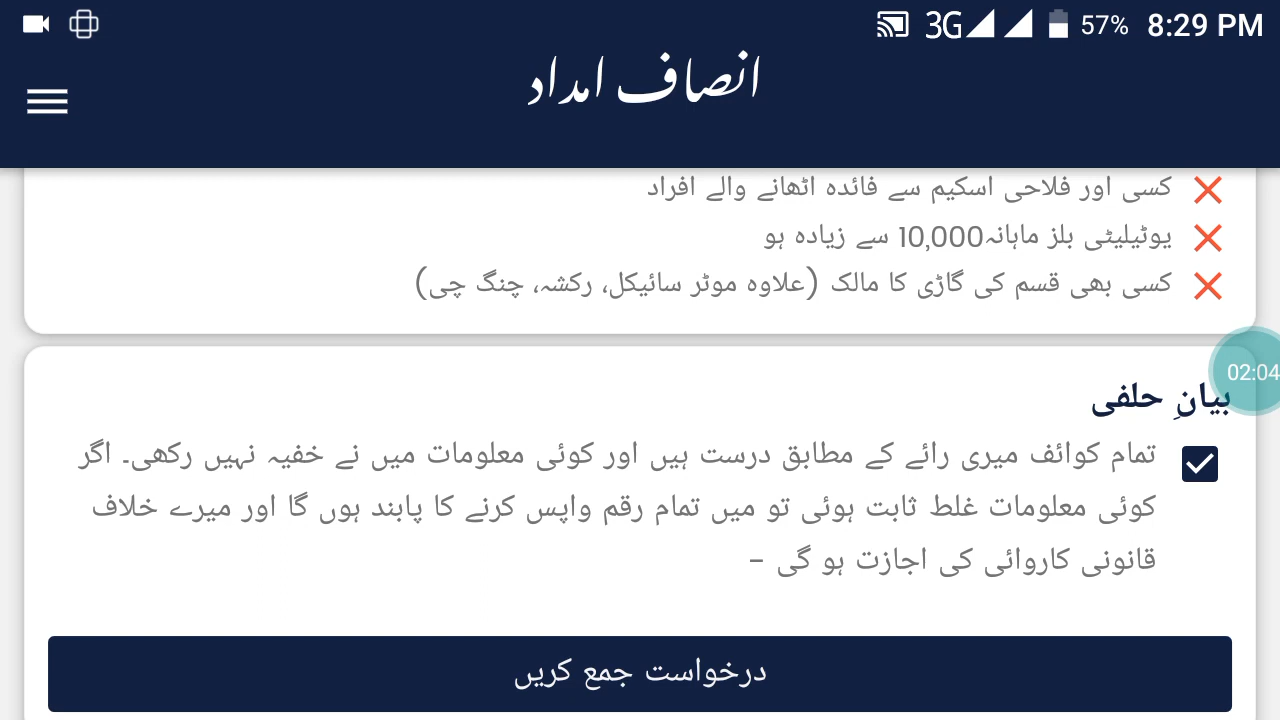 3G 57% 8:29 PM
انصاف امداد
کسی اور فلاحی اسکیم سے فائدہ اٹھانے والے افراد
یوٹیلیٹی بلز ماہانہ10,000 سے زیادہ ہو
کسی بھی قسم کی گاڑی کا مالک (علاوہ موٹر سائیکل، رکشہ، چنگ چی)
02:04
بیانِ حلفی
تمام کوائف میری رائے کے مطابق درست ہیں اور کوئی معلومات میں نے خفیہ نہیں رکھی۔ اگر
کوئی معلومات غلط ثابت ہوئی تو میں تمام رقم واپس کرنے کا پابند ہوں گا اور میرے خلاف
قانونی کاروائی کی اجازت ہو گی –
درخواست جمع کریں